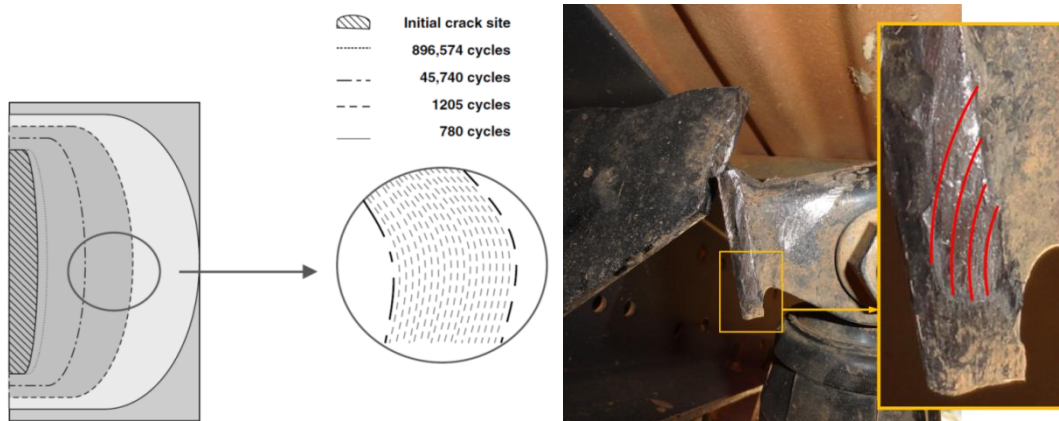 Initial crack site
896,574 cycles
45,740 cycles
1205 cycles
780 cycles